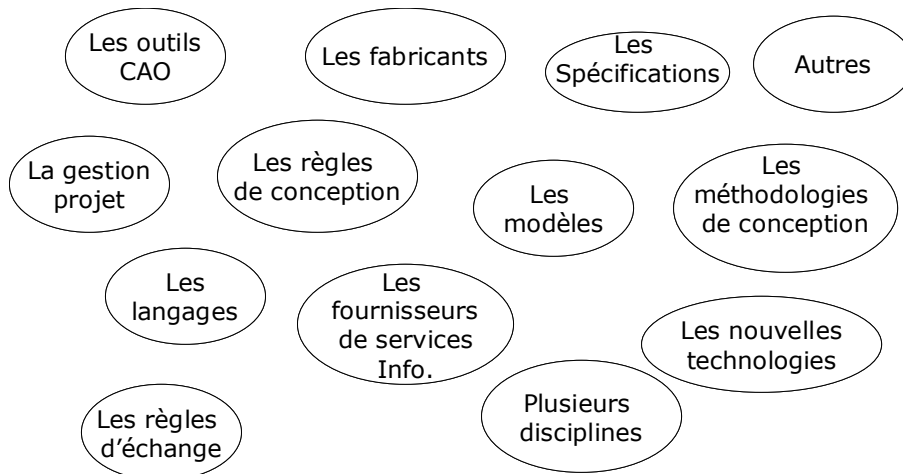 Les outils
CAO
Les fabricants
Les
Spécifications
Autres
La gestion
projet
Les règles
de conception
Les
modèles
Les
méthodologies
de conception
Les
langages
Les
fournisseurs
de services
Info.
Les nouvelles
technologies
Les règles
d’échange
Plusieurs
disciplines